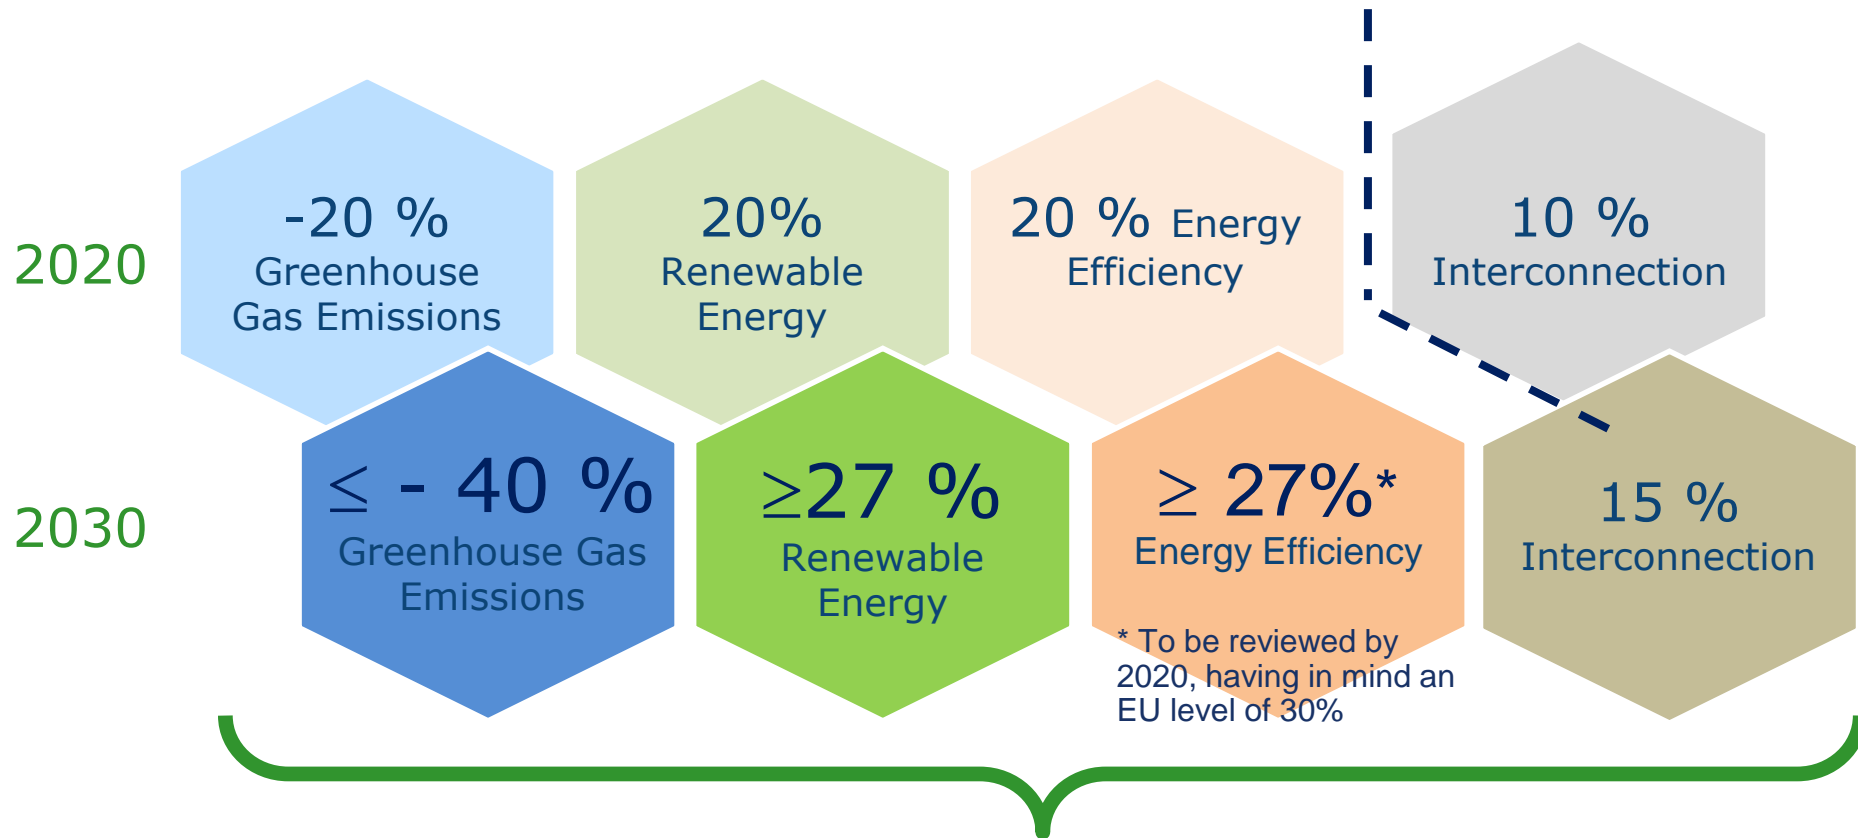 2020
-20 %
Greenhouse
Gas Emissions
20%
Renewable
Energy
20 % Energy
Efficiency
10 %
Interconnection
2030
≤ - 40 %
Greenhouse Gas
Emissions
≥27 %
Renewable
Energy
≥ 27%*
Energy Efficiency
* To be reviewed by
2020, having in mind an
EU level of 30%
15 %
Interconnection